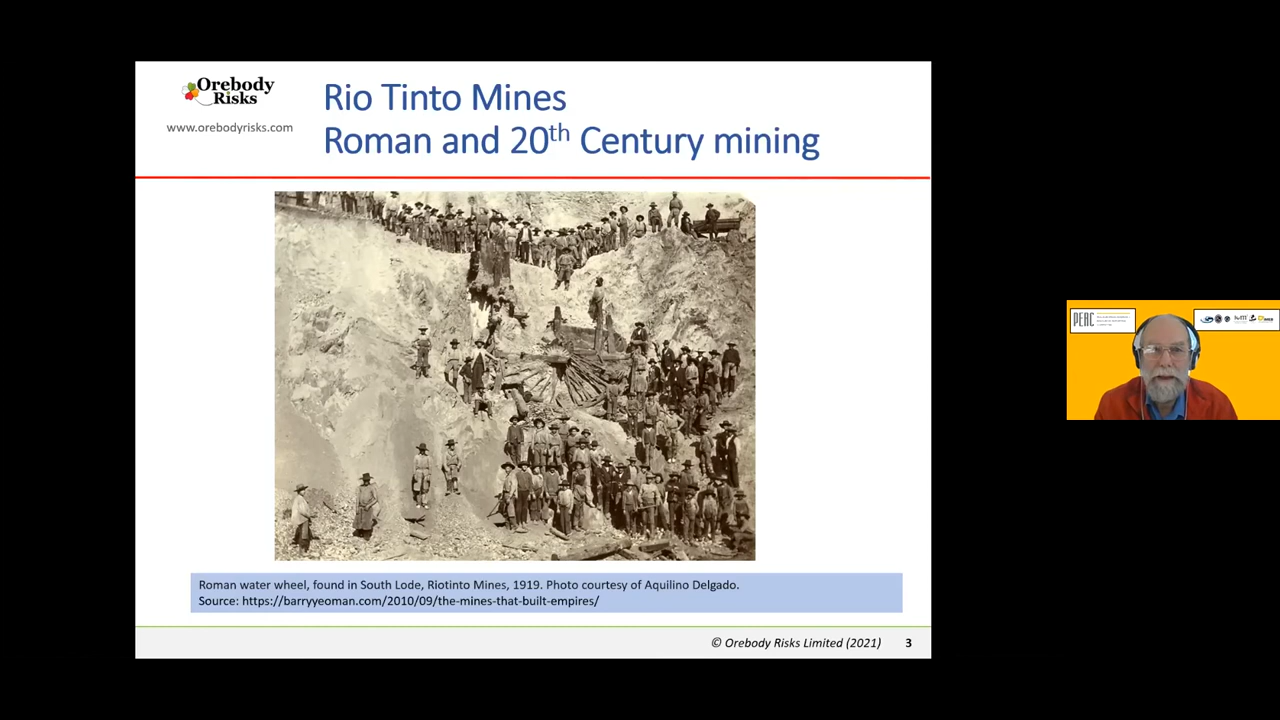 Orebody
Risks
www.orebodyrisks.com
Rio Tinto Mines
Roman and 20th Century mining
Roman water wheel, found in South Lode, Riotinto Mines, 1919. Photo courtesy of Aquilino Delgado.
Source: https://barryyeoman.com/2010/09/the-mines-that-built-empires/
© Orebody Risks Limited (2021)
3
PERC